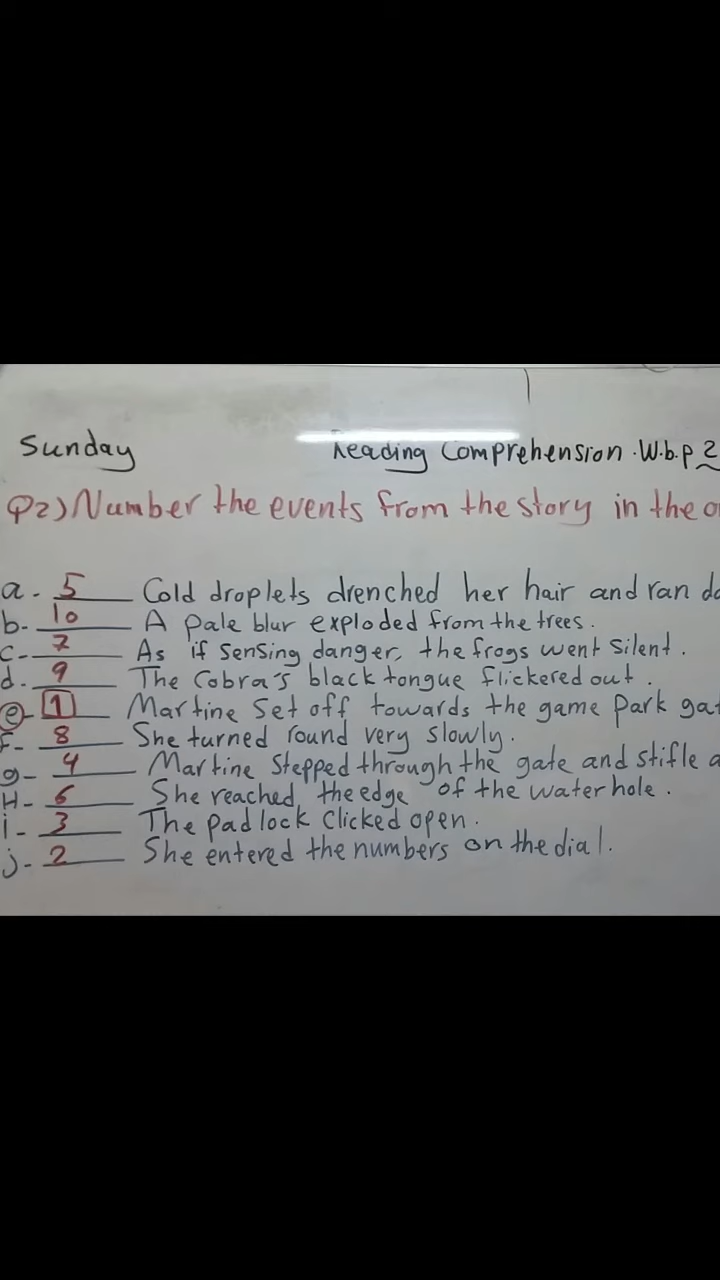 Sunday Reading Comprehension . W.b.p 2
Q2) Number the events from the story in the
a - 5 Cold droplets drenched her hair and ran
b- 10 A pale blur exploded from the trees.
c- 7 As if sensing danger, the frogs went silent.
d. 9 The Cobra's black tongue flickered out.
e- 1 Martine Set off towards the game park
F- 8 She turned round very slowly.
g- 4 Martine Stepped through the gate and stifle a
H- 6 She reached the edge of the waterhole.
i- 3 The padlock clicked open.
j- 2 She entered the numbers on the dial.